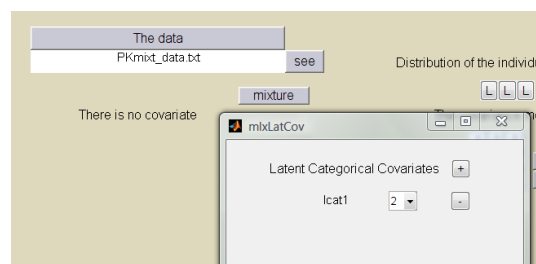 The data
PKmixt_data.txt
see
Distribution of the individ
mixture
L L L
There is no covariate
mlxLatCov
Latent Categorical Covariates +
lcat1 2 -